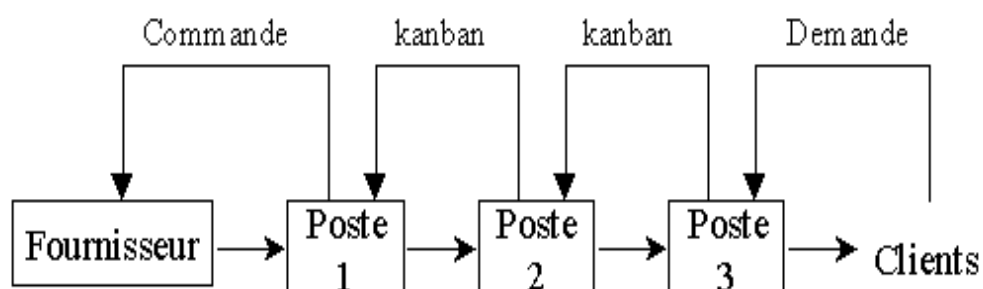 Commande kanban kanban Demande
Fournisseur
Poste
1
Poste
2
Poste
3
Clients